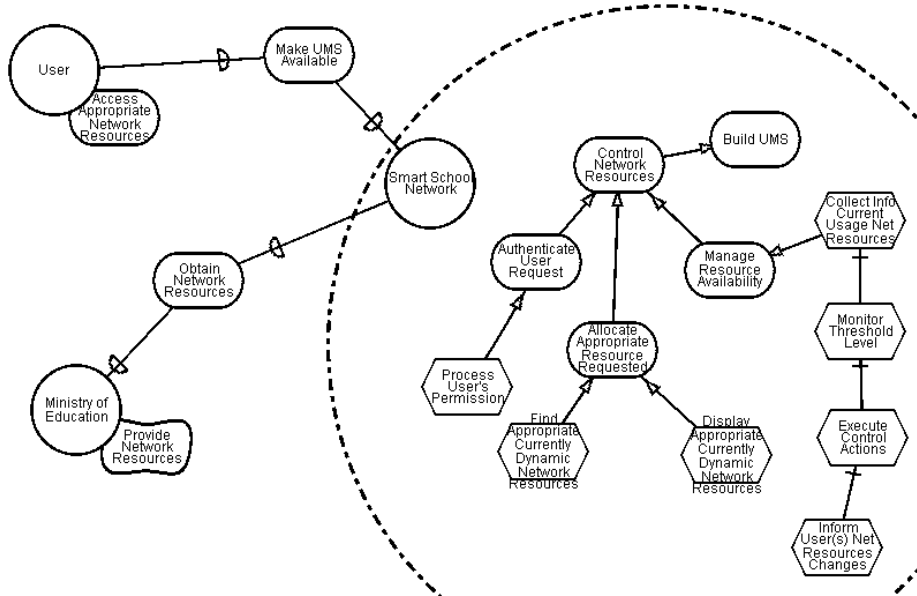 User
Access
Appropriate
Network
Resources
Make UMS
Available
Smart School
Network
Obtain
Network
Resources
Ministry of
Education
Provide
Network
Resources
Control
Network
Resources
Build UMS
Authenticate
User
Request
Manage
Resource
Availability
Collect Info
Current
Usage Net
Resources
Process
User's
Permission
Allocate
Appropriate
Resource
Requested
Monitor
Threshold
Level
Find
Appropriate
Currently
Dynamic
Network
Resources
Display
Appropriate
Currently
Dynamic
Network
Resources
Execute
Control
Actions
Inform
User(s) Net
Resources
Changes